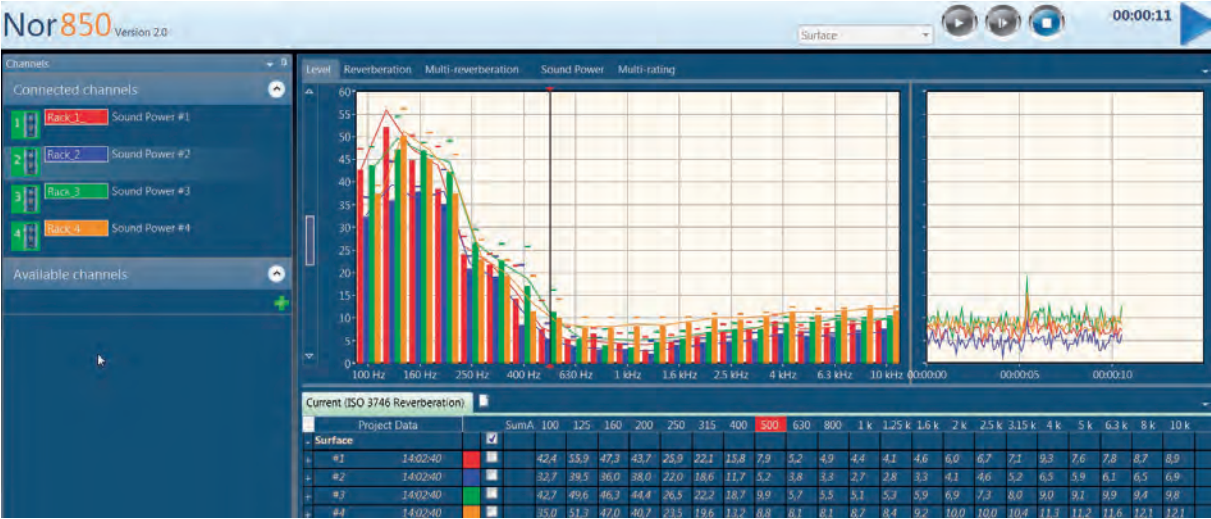 Nor850 Version 2.0
Surface
00:00:11
Channels
Connected channels
1 Rack_1_ Sound Power #1
2 Rack_2 Sound Power #2
3 Rack_3 Sound Power #3
4 Rack_4 Sound Power #4
Available channels
Level Reverberation Multi-reverberation Sound Power Multi-rating
60
55
50
45
40
35
30
25
20
15
10
5
0
100 Hz 160 Hz 250 Hz 400 Hz 630 Hz 1 kHz 1.6 kHz 2.5 kHz 4 kHz 6.3 kHz 10 kHz
00:00:00 00:00:05 00:00:10
Current (ISO 3746 Reverberation)
Project Data SumA 100 125 160 200 250 315 400 500 630 800 1 k 1.25 k 1.6 k 2 k 2.5 k 3.15 k 4 k 5 k 6.3 k 8 k 10 k
Surface
#1 14:02:40 42,4 55,9 47,3 43,7 25,9 22,1 15,8 7,9 5,2 4,9 4,4 4,1 4,6 6,0 6,7 7,1 9,3 7,6 7,8 8,7 8,9
#2 14:02:40 32,7 39,5 36,0 38,0 22,0 18,6 11,7 5,2 3,8 3,3 2,7 2,8 3,3 4,1 4,6 5,2 6,5 5,9 6,1 6,5 6,9
#3 14:02:40 42,7 49,6 46,3 44,4 26,5 22,2 18,7 9,9 5,7 5,5 5,1 5,3 5,9 6,9 7,3 8,0 9,0 9,1 9,9 9,4 9,8
#4 14:02:40 35,0 51,3 47,0 40,7 23,5 19,6 13,2 8,8 8,1 8,1 8,7 8,4 9,2 10,0 10,0 10,4 11,3 11,2 11,6 12,1 12,1